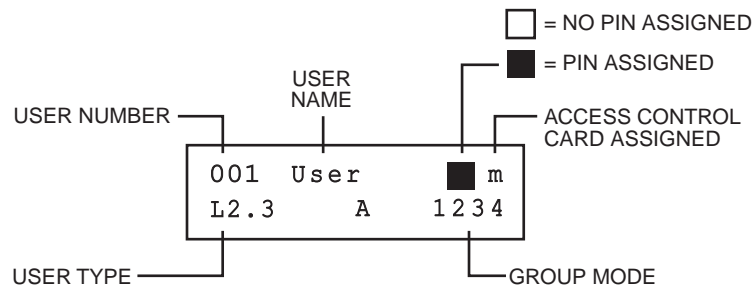 = NO PIN ASSIGNED
= PIN ASSIGNED
USER
NAME
USER NUMBER
ACCESS CONTROL
CARD ASSIGNED
001 User m
L2.3 A 1234
USER TYPE
GROUP MODE